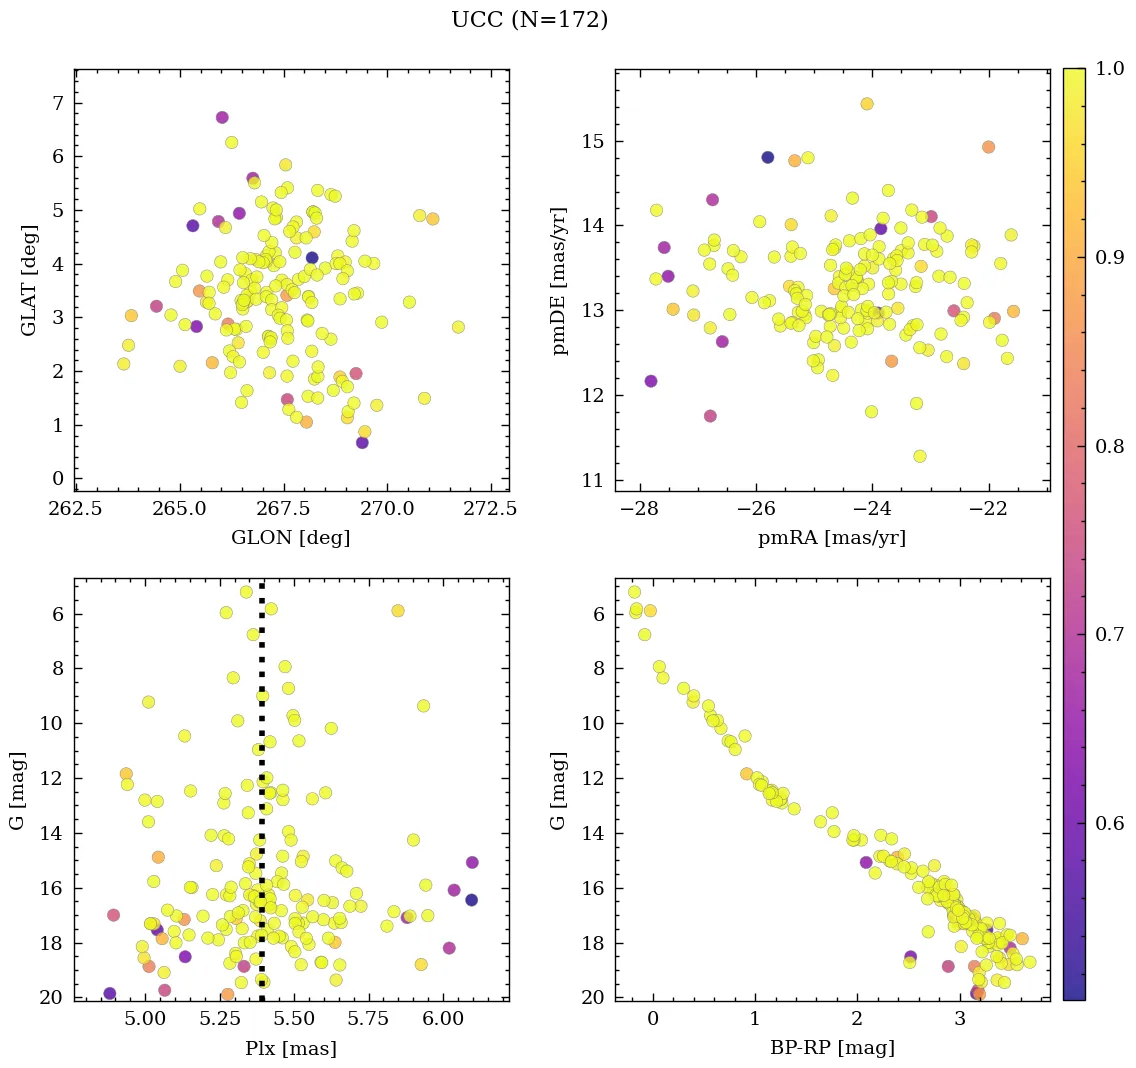 UCC (N=172)
7
6
5
4
3
2
1
0
GLAT [deg]
262.5 265.0 267.5 270.0 272.5
GLON [deg]
15
14
13
12
11
pmDE [mas/yr]
−28 −26 −24 −22
pmRA [mas/yr]
1.0
0.9
0.8
0.7
0.6
6
8
10
12
14
16
18
20
G [mag]
5.00 5.25 5.50 5.75 6.00
Plx [mas]
6
8
10
12
14
16
18
20
G [mag]
0 1 2 3
BP-RP [mag]